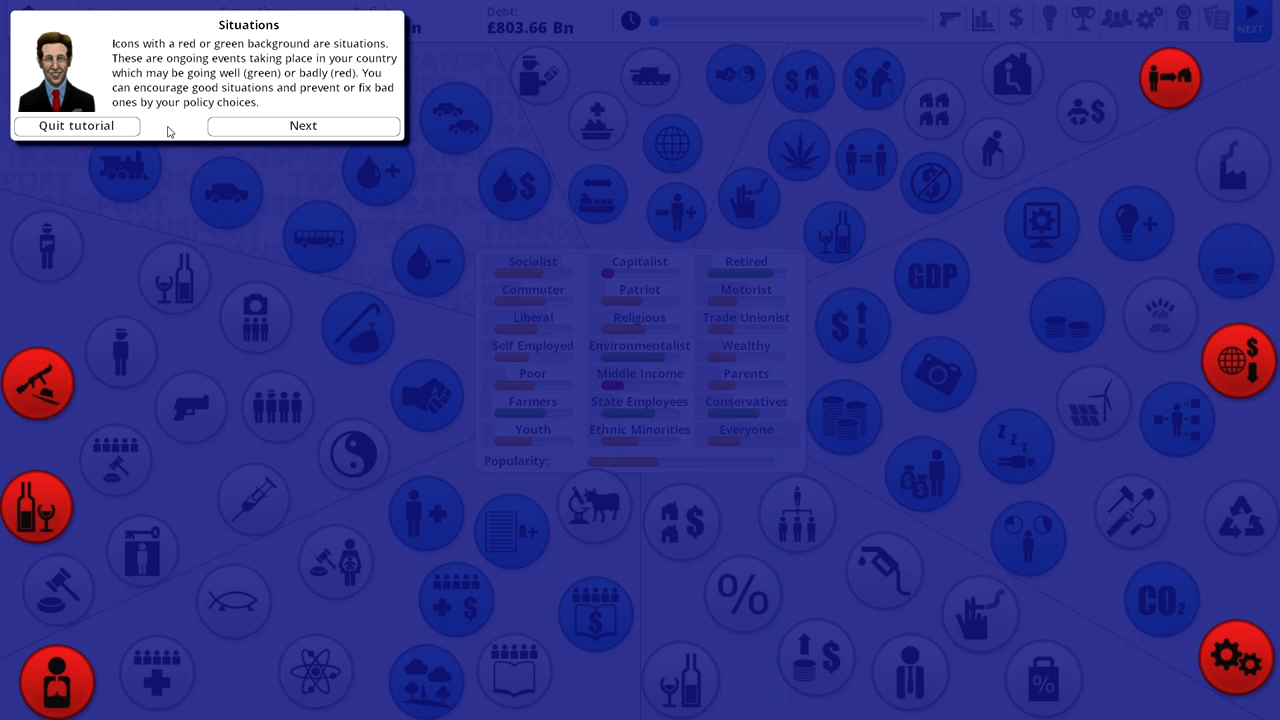 Situations
Icons with a red or green background are situations.
These are ongoing events taking place in your country
which may be going well (green) or badly (red). You
can encourage good situations and prevent or fix bad
ones by your policy choices.
Quit tutorial
Next
Debt:
£803.66 Bn
NEXT
Socialist Capitalist Retired
Commuter Patriot Motorist
Liberal Religious Trade Unionist
Self Employed Environmentalist Wealthy
Poor Middle Income Parents
Farmers State Employees Conservatives
Youth Ethnic Minorities Everyone
Popularity:
GDP
A+
CO2
TRANSPORT